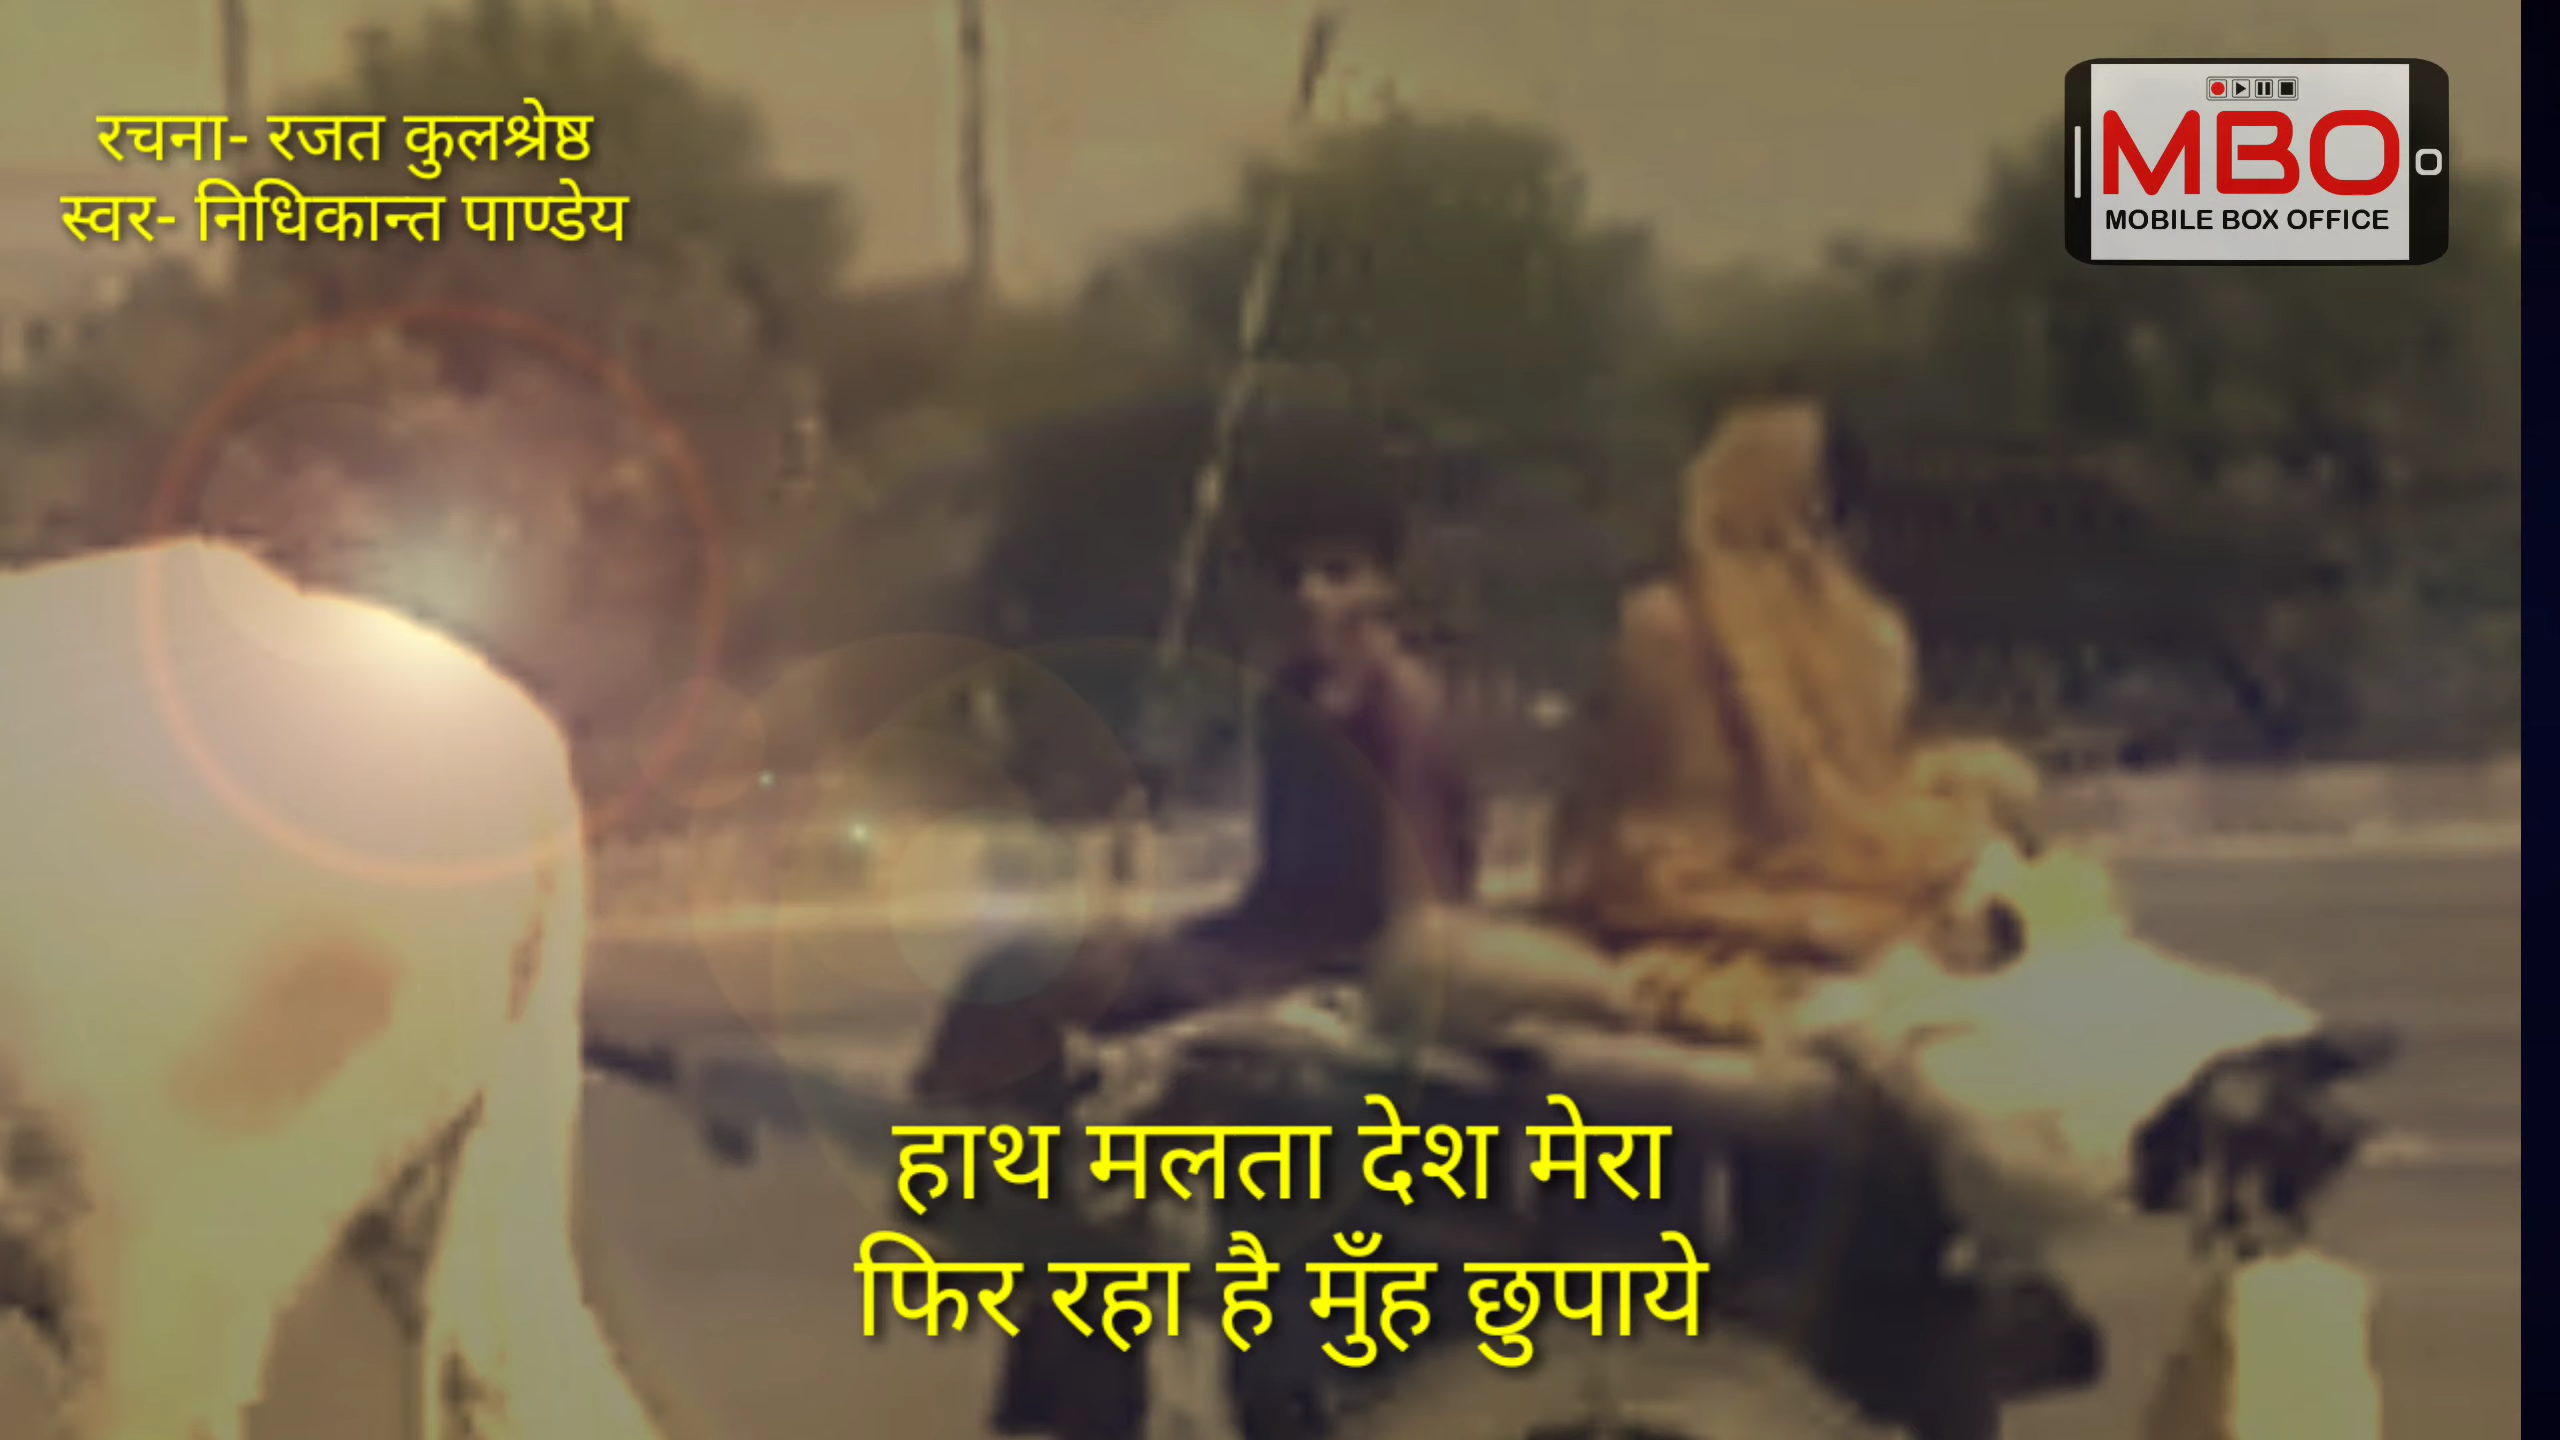 रचना- रजत कुलश्रेष्ठ
स्वर- निधिकान्त पाण्डेय
MBO
MOBILE BOX OFFICE
हाथ मलता देश मेरा
फिर रहा है मुँह छुपाये